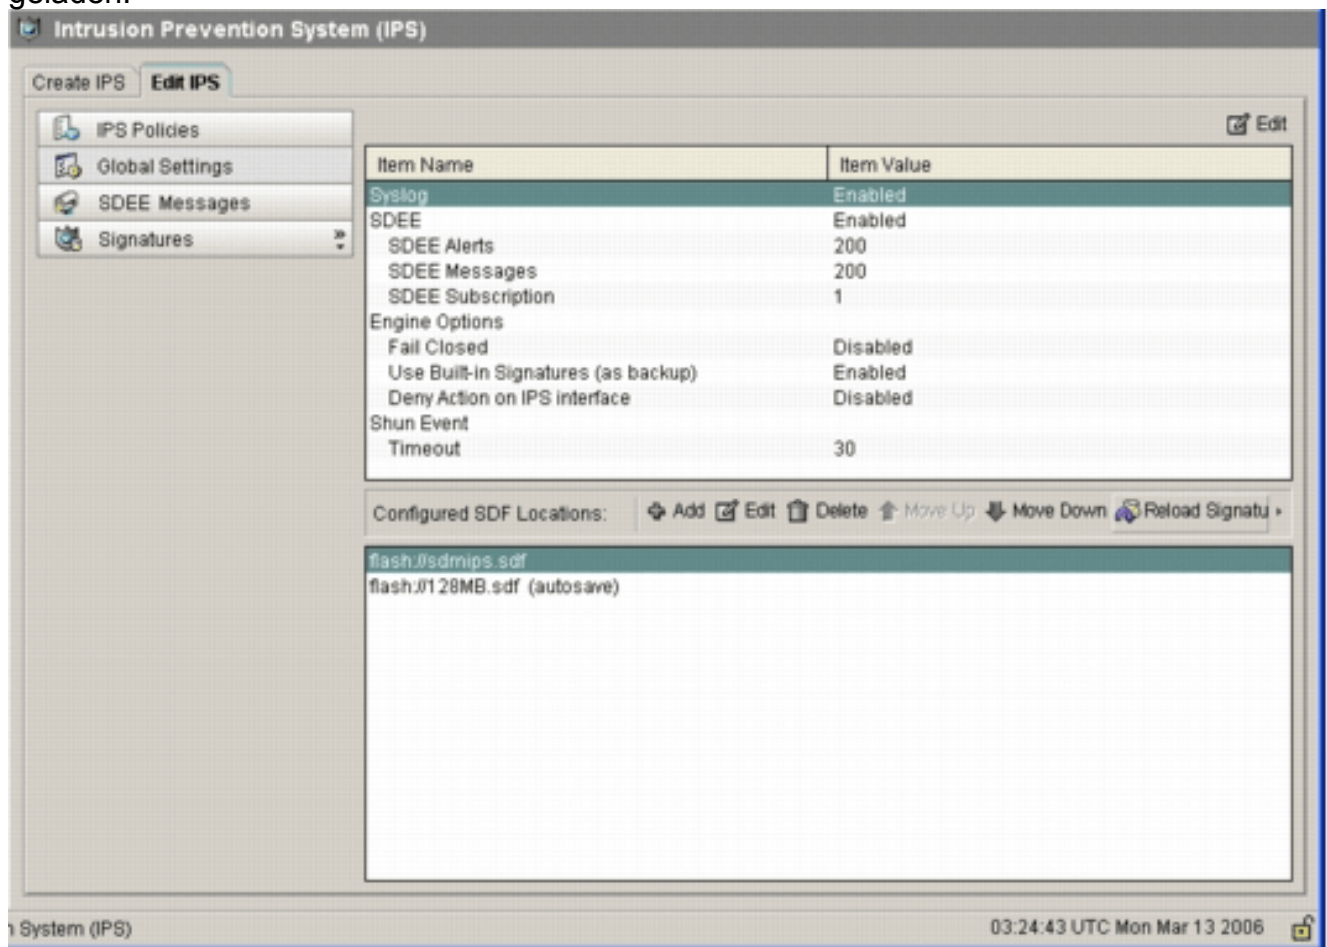 geladen.
Intrusion Prevention System (IPS)
Create IPS Edit IPS
IPS Policies
Global Settings
SDEE Messages
Signatures
Edit
Item Name Item Value
Syslog Enabled
SDEE Enabled
SDEE Alerts 200
SDEE Messages 200
SDEE Subscription 1
Engine Options
Fail Closed Disabled
Use Built-in Signatures (as backup) Enabled
Deny Action on IPS interface Disabled
Shun Event
Timeout 30
Configured SDF Locations: Add Edit Delete Move Up Move Down Reload Signatu
flash://sdmips.sdf
flash://128MB.sdf (autosave)
System (IPS) 03:24:43 UTC Mon Mar 13 2006